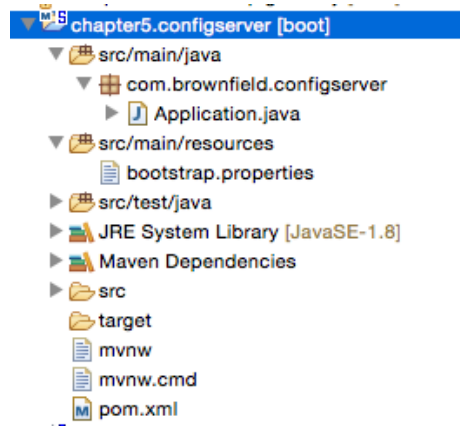 chapter5.configserver [boot]
src/main/java
com.brownfield.configserver
Application.java
src/main/resources
bootstrap.properties
src/test/java
JRE System Library [JavaSE-1.8]
Maven Dependencies
src
target
mvnw
mvnw.cmd
pom.xml